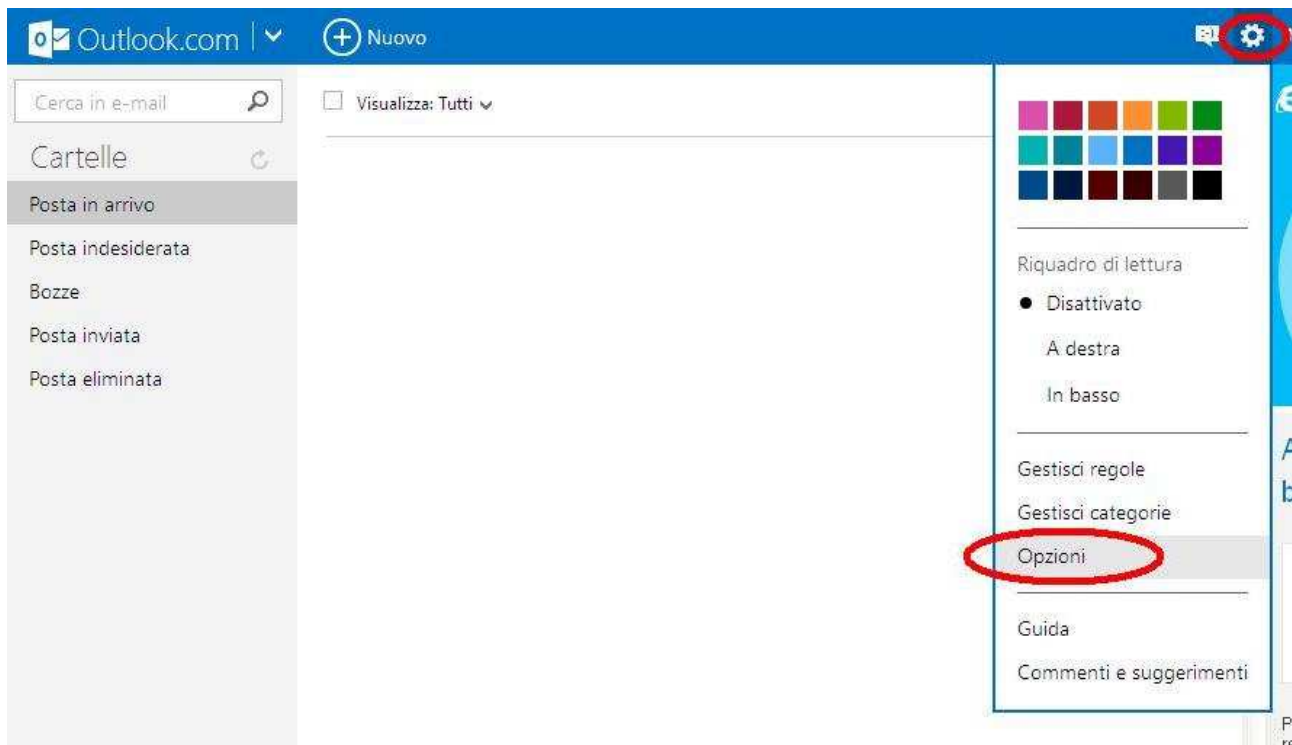 Outlook.com
Nuovo
Cerca in e-mail
Visualizza: Tutti
Cartelle
Posta in arrivo
Posta indesiderata
Bozze
Posta inviata
Posta eliminata
Riquadro di lettura
Disattivato
A destra
In basso
Gestisci regole
Gestisci categorie
Opzioni
Guida
Commenti e suggerimenti